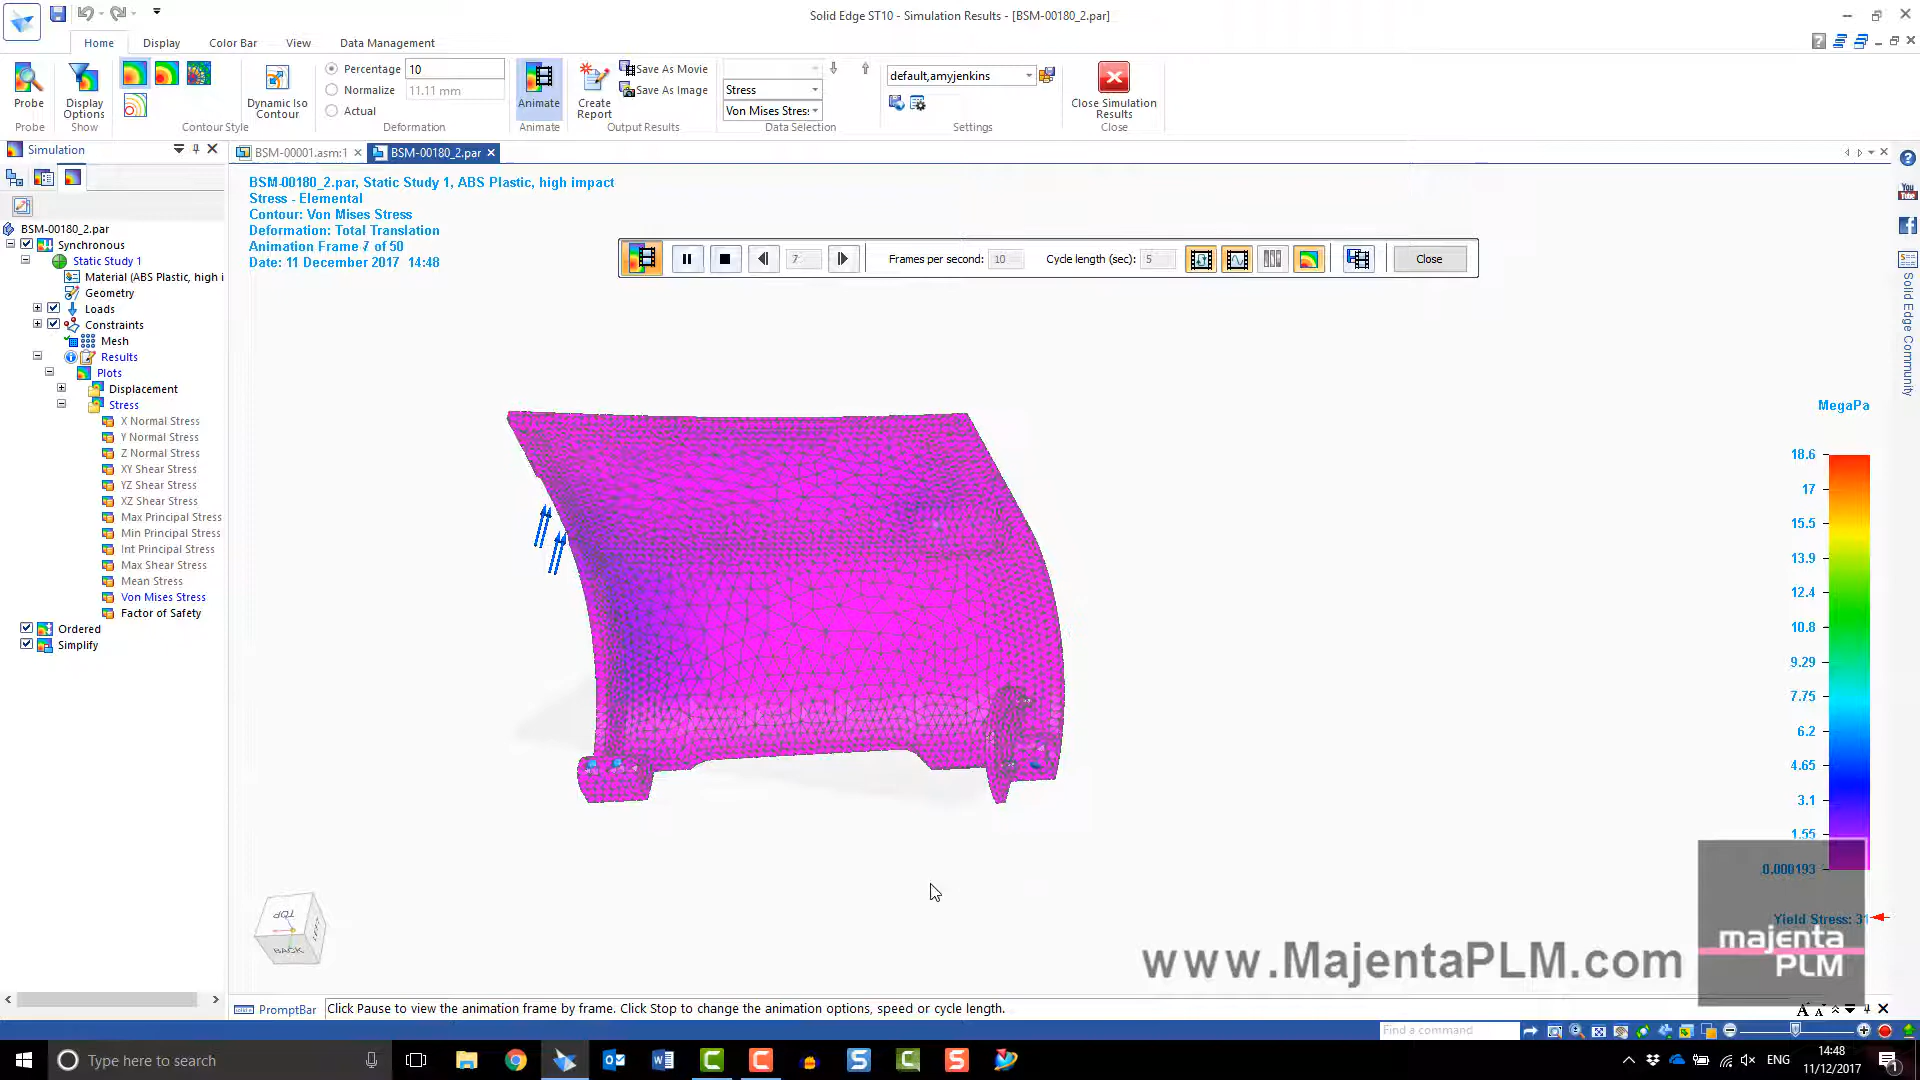 Solid Edge ST10 - Simulation Results - [BSM-00180_2.par]
Home Display Color Bar View Data Management
Probe
Display Options
Dynamic Iso Contour
Percentage 10
Normalize 11.11 mm
Actual
Animate
Create Report
Save As Movie
Save As Image
Stress
Von Mises Stres
default,amyjenkins
Close Simulation Results
Probe Show Contour Style Deformation Animate Output Results Data Selection Settings Close
Simulation
BSM-00001.asm:1
BSM-00180_2.par
BSM-00180_2.par, Static Study 1, ABS Plastic, high impact
Stress - Elemental
Contour: Von Mises Stress
Deformation: Total Translation
Animation Frame 7 of 50
Date: 11 December 2017 14:48
7
Frames per second: 10
Cycle length (sec): 5
Close
BSM-00180_2.par
Synchronous
Static Study 1
Material (ABS Plastic, high i
Geometry
Loads
Constraints
Mesh
Results
Plots
Displacement
Stress
X Normal Stress
Y Normal Stress
Z Normal Stress
XY Shear Stress
YZ Shear Stress
XZ Shear Stress
Max Principal Stress
Min Principal Stress
Int Principal Stress
Max Shear Stress
Mean Stress
Von Mises Stress
Factor of Safety
Ordered
Simplify
You
Tube
Solid Edge Community
MegaPa
18.6
17
15.5
13.9
12.4
10.8
9.29
7.75
6.2
4.65
3.1
1.55
0.000193
Yield Stress: 31
TOP
BACK
LEFT
www.MajentaPLM.com
majenta
PLM
PromptBar
Click Pause to view the animation frame by frame. Click Stop to change the animation options, speed or cycle length.
Find a command
Type here to search
ENG
14:48
11/12/2017
1